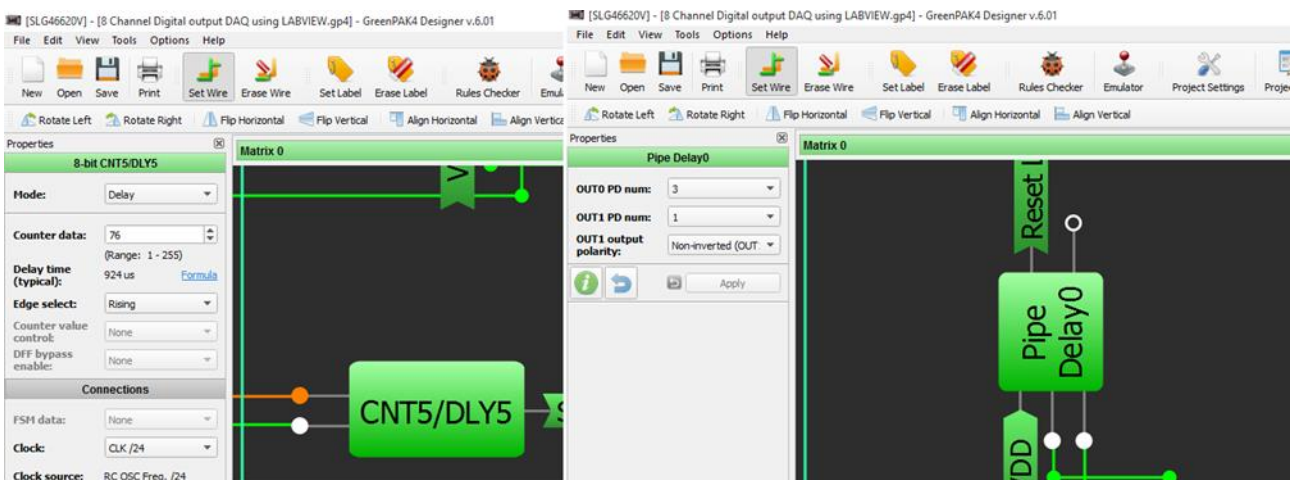 [SLG46620V] - [8 Channel Digital output DAQ using LABVIEW.gp4] - GreenPAK4 Designer v.6.01
File Edit View Tools Options Help
New Open Save Print Set Wire Erase Wire Set Label Erase Label Rules Checker Emul
Rotate Left Rotate Right Flip Horizontal Flip Vertical Align Horizontal Align Vertica
Properties
8-bit CNT5/DLY5
Mode: Delay
Counter data: 76
(Range: 1 - 255)
Delay time (typical): 924 us Formula
Edge select: Rising
Counter value control: None
DFF bypass enable: None
Connections
FSM data: None
Clock: CLK /24
Clock source: RC OSC Freq. /24
Matrix 0
V
CNT5/DLY5
S
[SLG46620V] - [8 Channel Digital output DAQ using LABVIEW.gp4] - GreenPAK4 Designer v.6.01
File Edit View Tools Options Help
New Open Save Print Set Wire Erase Wire Set Label Erase Label Rules Checker Emulator Project Settings Proje
Rotate Left Rotate Right Flip Horizontal Flip Vertical Align Horizontal Align Vertical
Properties
Pipe Delay0
OUT0 PD num: 3
OUT1 PD num: 1
OUT1 output polarity: Non-inverted (OUT
Apply
Matrix 0
Reset
Pipe
Delay0
VDD